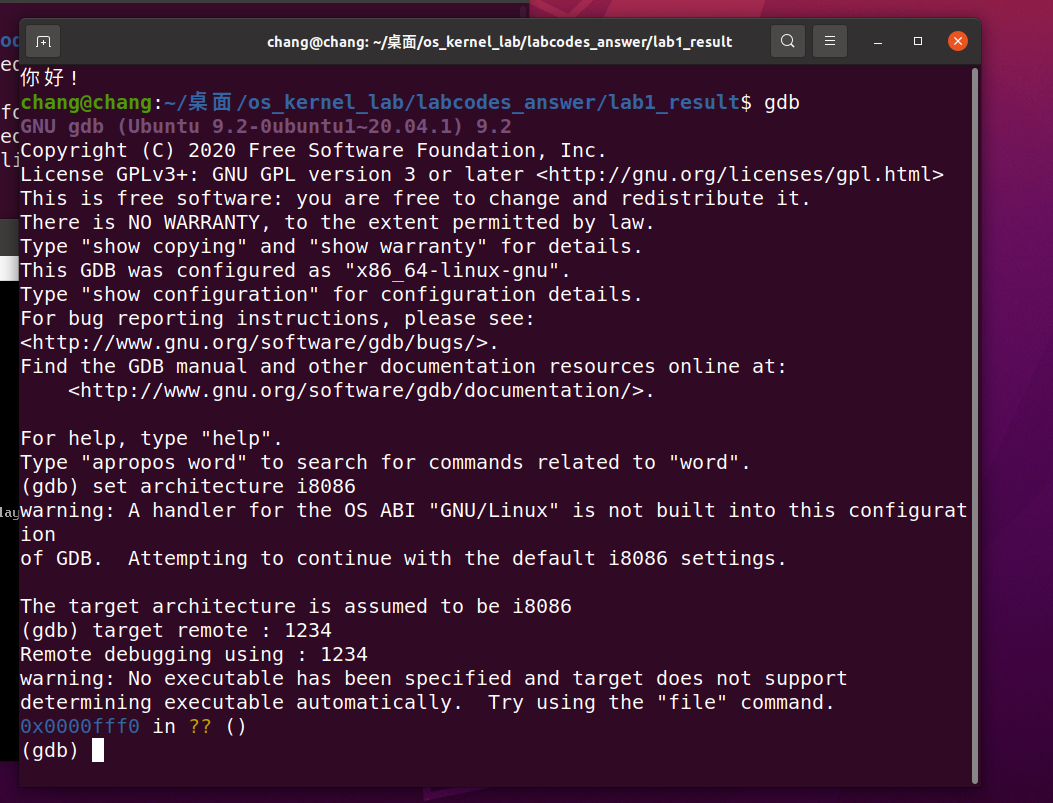 chang@chang: ~/桌面/os_kernel_lab/labcodes_answer/lab1_result
你好!
chang@chang:~/桌面/os_kernel_lab/labcodes_answer/lab1_result$ gdb
GNU gdb (Ubuntu 9.2-0ubuntu1~20.04.1) 9.2
Copyright (C) 2020 Free Software Foundation, Inc.
License GPLv3+: GNU GPL version 3 or later <http://gnu.org/licenses/gpl.html>
This is free software: you are free to change and redistribute it.
There is NO WARRANTY, to the extent permitted by law.
Type "show copying" and "show warranty" for details.
This GDB was configured as "x86_64-linux-gnu".
Type "show configuration" for configuration details.
For bug reporting instructions, please see:
<http://www.gnu.org/software/gdb/bugs/>.
Find the GDB manual and other documentation resources online at:
    <http://www.gnu.org/software/gdb/documentation/>.
For help, type "help".
Type "apropos word" to search for commands related to "word".
(gdb) set architecture i8086
warning: A handler for the OS ABI "GNU/Linux" is not built into this configurat
ion
of GDB.  Attempting to continue with the default i8086 settings.
The target architecture is assumed to be i8086
(gdb) target remote : 1234
Remote debugging using : 1234
warning: No executable has been specified and target does not support
determining executable automatically.  Try using the "file" command.
0x0000fff0 in ?? ()
(gdb)